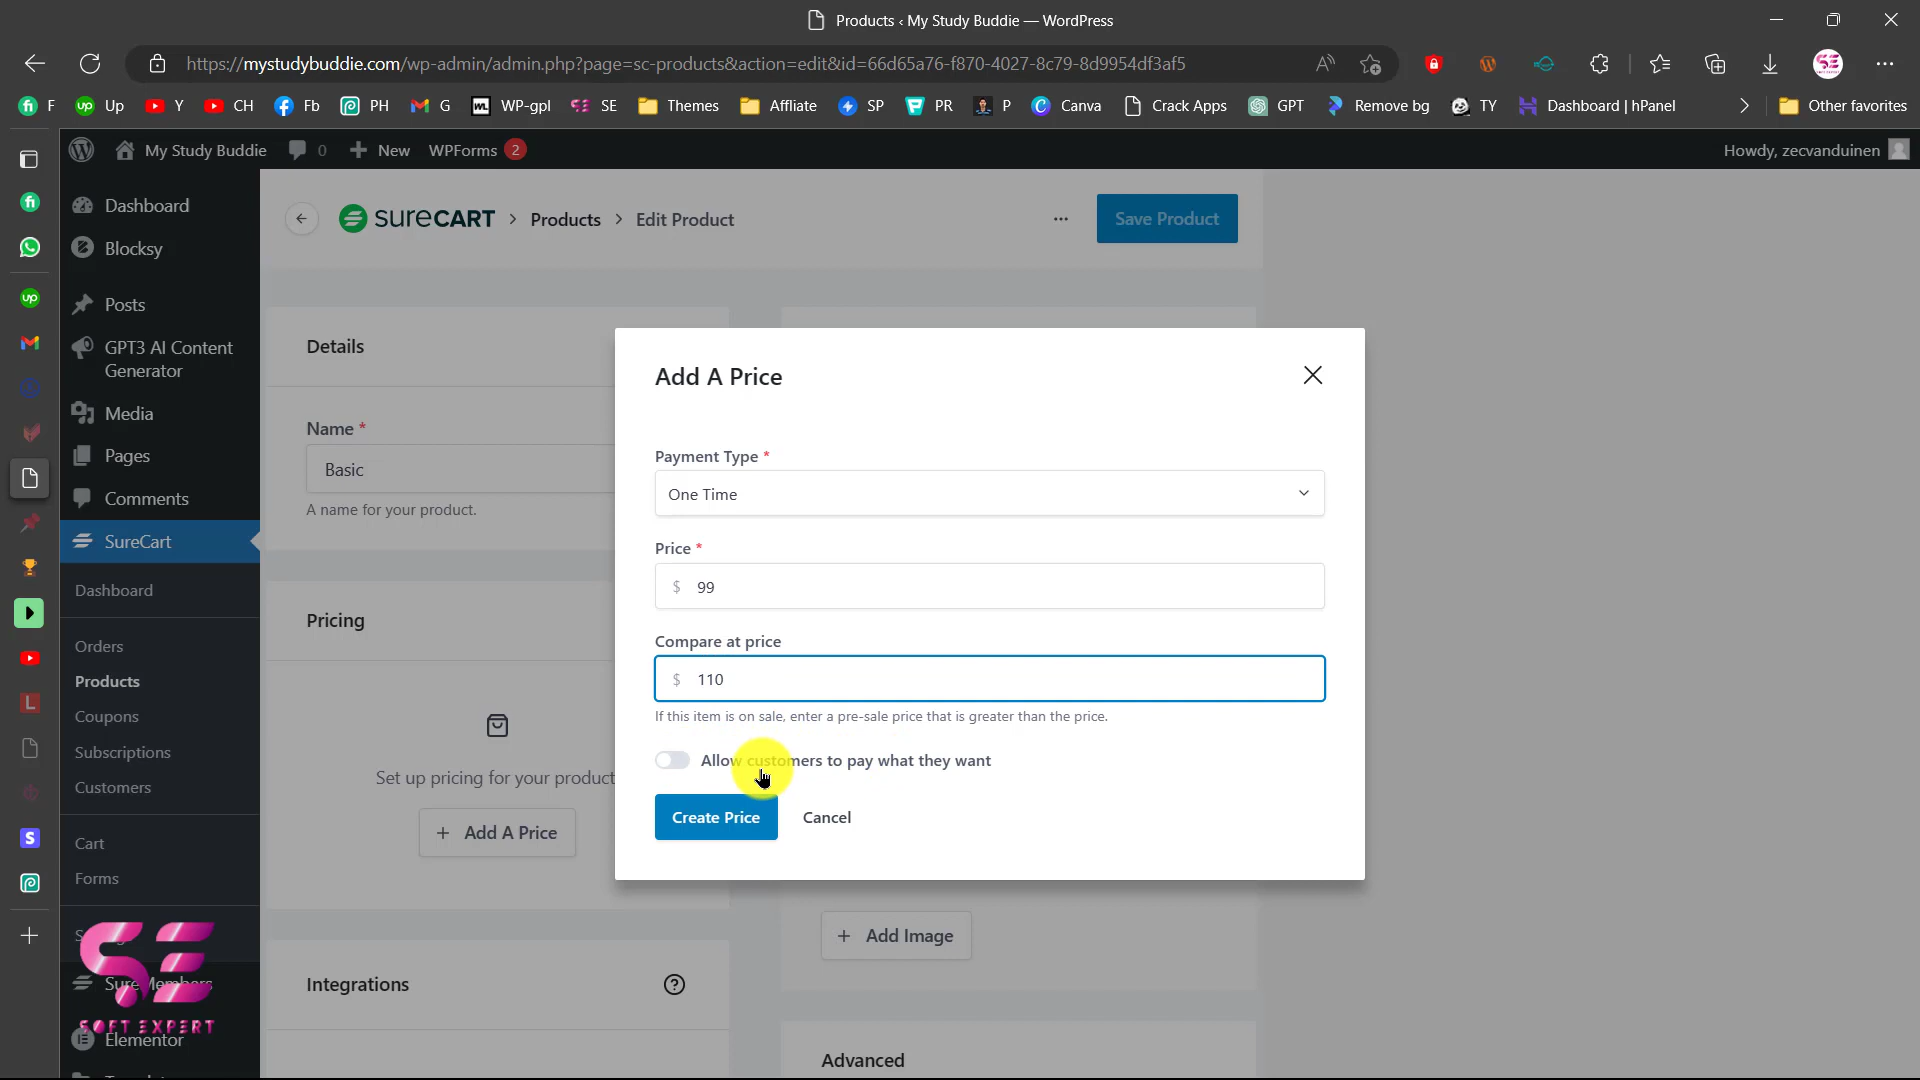 Products ‹ My Study Buddie — WordPress
https://mystudybuddie.com/wp-admin/admin.php?page=sc-products&action=edit&id=66d65a76-f870-4027-8c79-8d9954df3af5
F Up Y CH Fb PH G WP-gpl SE Themes Affliate SP PR P Canva Crack Apps GPT Remove bg TY Dashboard | hPanel Other favorites
My Study Buddie 0 New WPForms 2 Howdy, zecvanduinen
Dashboard
Blocksy
Posts
GPT3 AI Content
Generator
Media
Pages
Comments
SureCart
Dashboard
Orders
Products
Coupons
Subscriptions
Customers
Cart
Forms
SureMembers
SOFT EXPERT
Elementor
SURECART > Products > Edit Product
Save Product
Details
Name *
Basic
A name for your product.
Pricing
Set up pricing for your product
+ Add A Price
Integrations
Add A Price
Payment Type *
One Time
Price *
$ 99
Compare at price
$ 110
If this item is on sale, enter a pre-sale price that is greater than the price.
Allow customers to pay what they want
Create Price Cancel
+ Add Image
Advanced